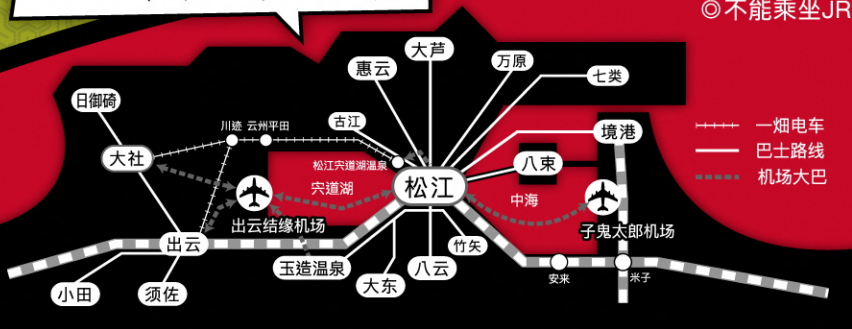 ◎不能乘坐JR
大芦
惠云
万原
七类
日御碕
川迹
云州平田
古江
境港
一畑电车
大社
松江宍道湖温泉
八束
巴士路线
宍道湖
松江
中海
机场大巴
出云结缘机场
子鬼太郎机场
出云
竹矢
玉造温泉
八云
大东
安来
米子
小田
须佐